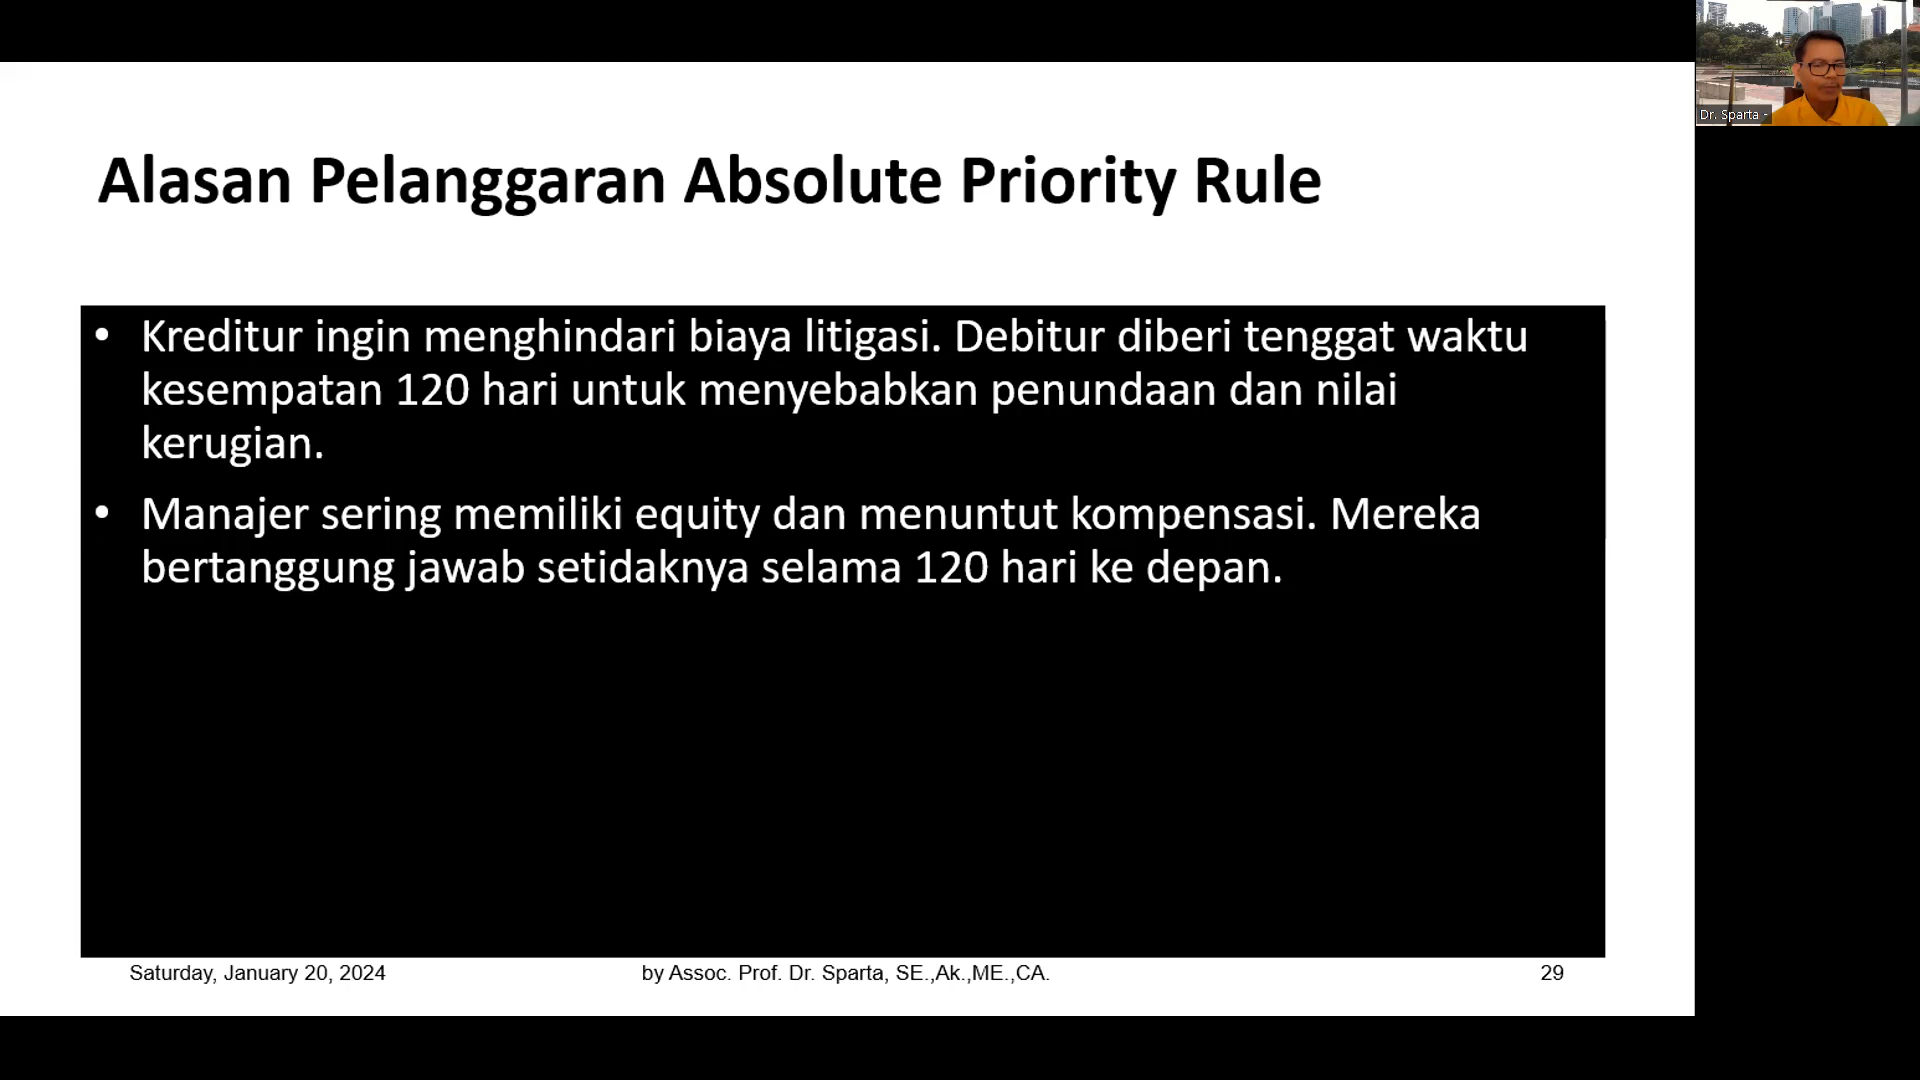 Dr. Sparta -
Alasan Pelanggaran Absolute Priority Rule
• Kreditur ingin menghindari biaya litigasi. Debitur diberi tenggat waktu
kesempatan 120 hari untuk menyebabkan penundaan dan nilai
kerugian.
• Manajer sering memiliki equity dan menuntut kompensasi. Mereka
bertanggung jawab setidaknya selama 120 hari ke depan.
Saturday, January 20, 2024
by Assoc. Prof. Dr. Sparta, SE.,Ak.,ME.,CA.
29